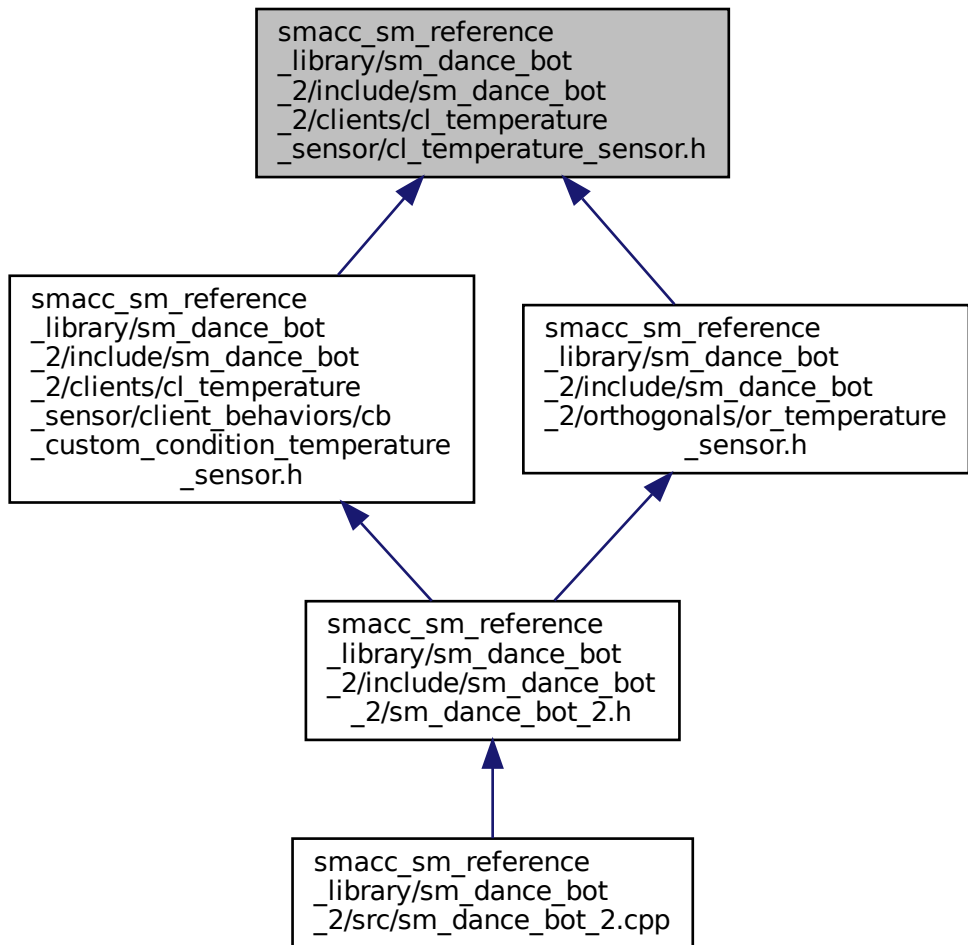 smacc_sm_reference
_library/sm_dance_bot
_2/include/sm_dance_bot
_2/clients/cl_temperature
_sensor/cl_temperature_sensor.h
smacc_sm_reference
_library/sm_dance_bot
_2/include/sm_dance_bot
_2/clients/cl_temperature
_sensor/client_behaviors/cb
_custom_condition_temperature
_sensor.h
smacc_sm_reference
_library/sm_dance_bot
_2/include/sm_dance_bot
_2/orthogonals/or_temperature
_sensor.h
smacc_sm_reference
_library/sm_dance_bot
_2/include/sm_dance_bot
_2/sm_dance_bot_2.h
smacc_sm_reference
_library/sm_dance_bot
_2/src/sm_dance_bot_2.cpp